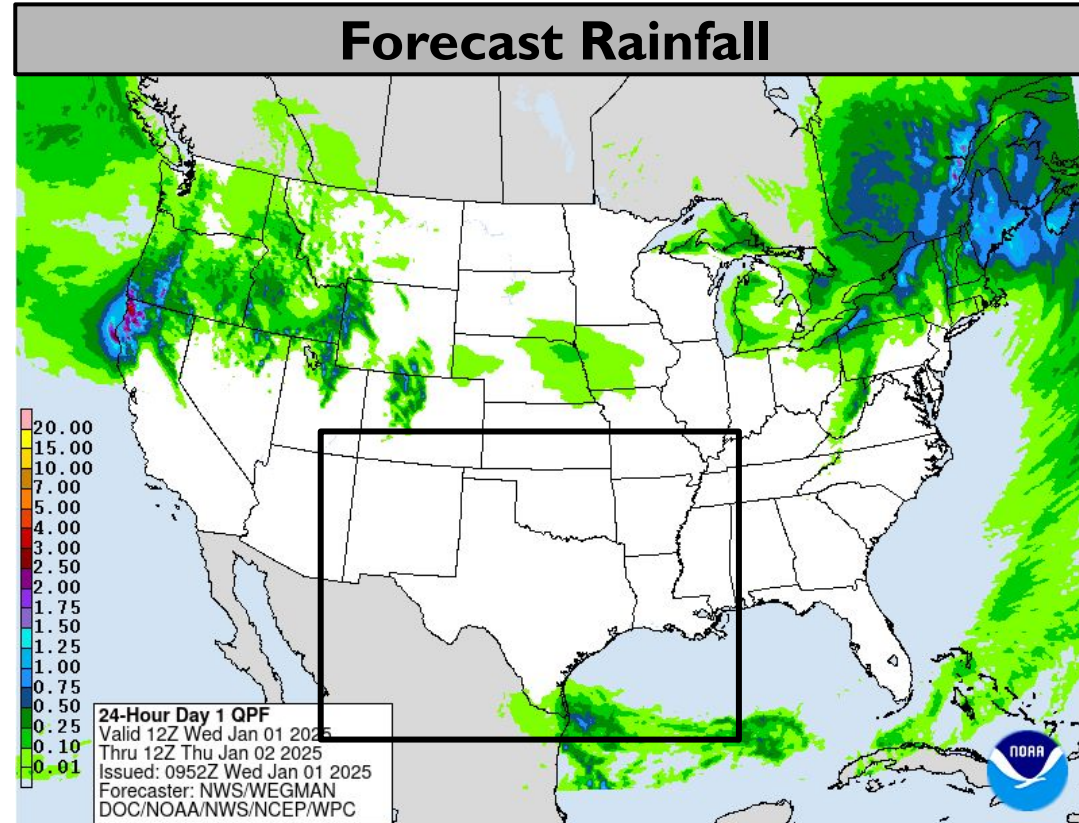 Forecast Rainfall
20.00
15.00
10.00
7.00
5.00
4.00
3.00
2.50
2.00
1.75
1.50
1.25
1.00
0.75
0.50
0.25
0.10
0.01
24-Hour Day 1 QPF
Valid 12Z Wed Jan 01 2025
Thru 12Z Thu Jan 02 2025
Issued: 0952Z Wed Jan 01 2025
Forecaster: NWS/WEGMAN
DOC/NOAA/NWS/NCEP/WPC
NOAA